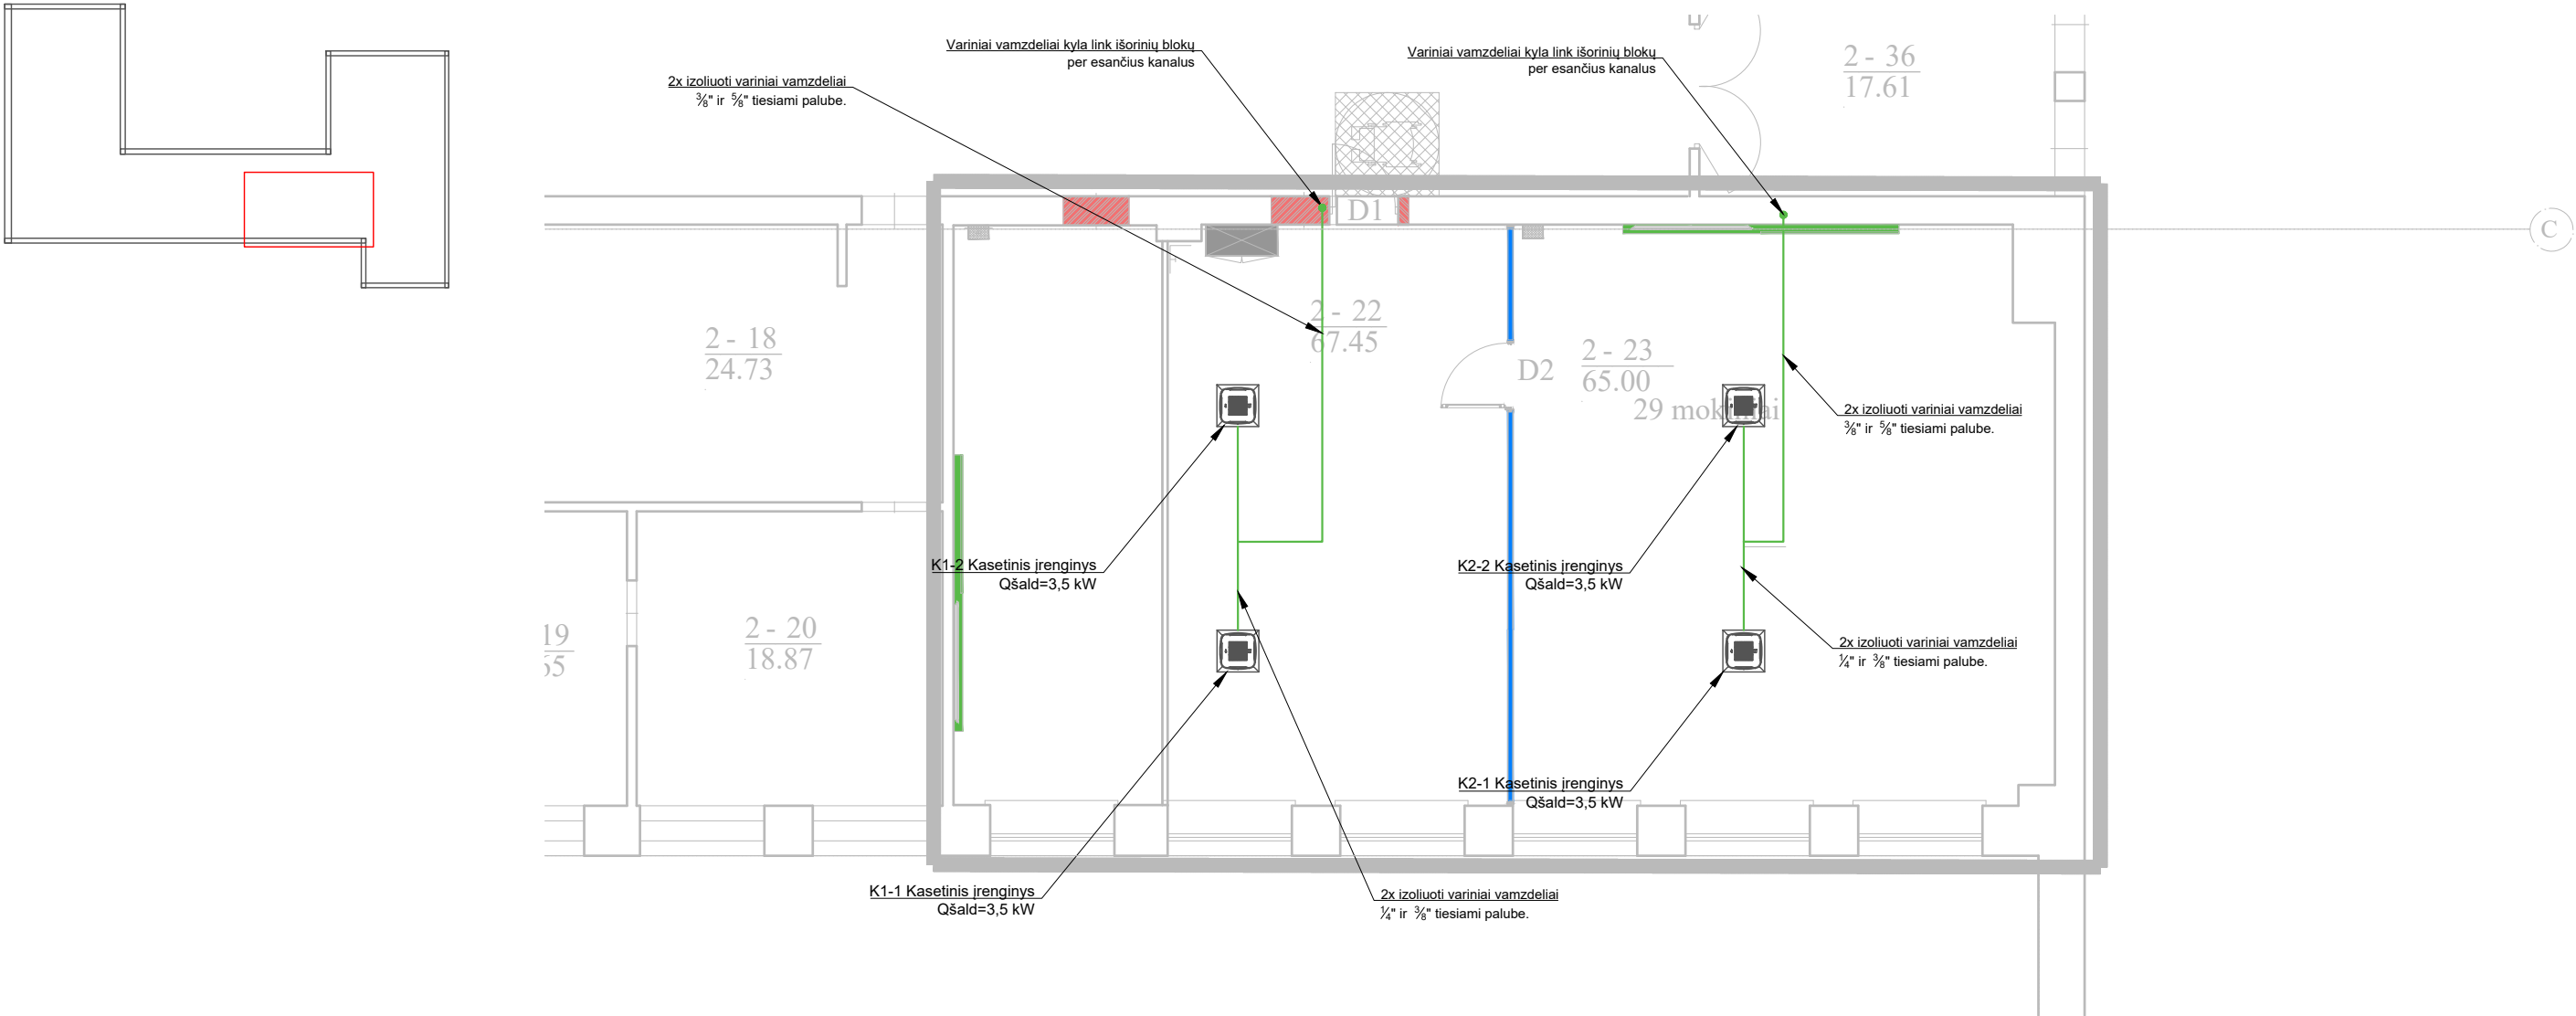 Variniai vamzdeliai kyla link išorinių blokų
per esančius kanalus
Variniai vamzdeliai kyla link išorinių blokų
per esančius kanalus
2 - 36
17.61
2x izoliuoti variniai vamzdeliai
⅜" ir ⅝" tiesiami palube.
D1
C
2 - 22
67.45
2 - 18
24.73
D2
2 - 23
65.00
29 mokiniai
2x izoliuoti variniai vamzdeliai
⅜" ir ⅝" tiesiami palube.
K1-2 Kasetinis įrenginys
Qšald=3,5 kW
K2-2 Kasetinis įrenginys
Qšald=3,5 kW
19
55
2 - 20
18.87
2x izoliuoti variniai vamzdeliai
¼" ir ⅜" tiesiami palube.
K2-1 Kasetinis įrenginys
Qšald=3,5 kW
K1-1 Kasetinis įrenginys
Qšald=3,5 kW
2x izoliuoti variniai vamzdeliai
¼" ir ⅜" tiesiami palube.